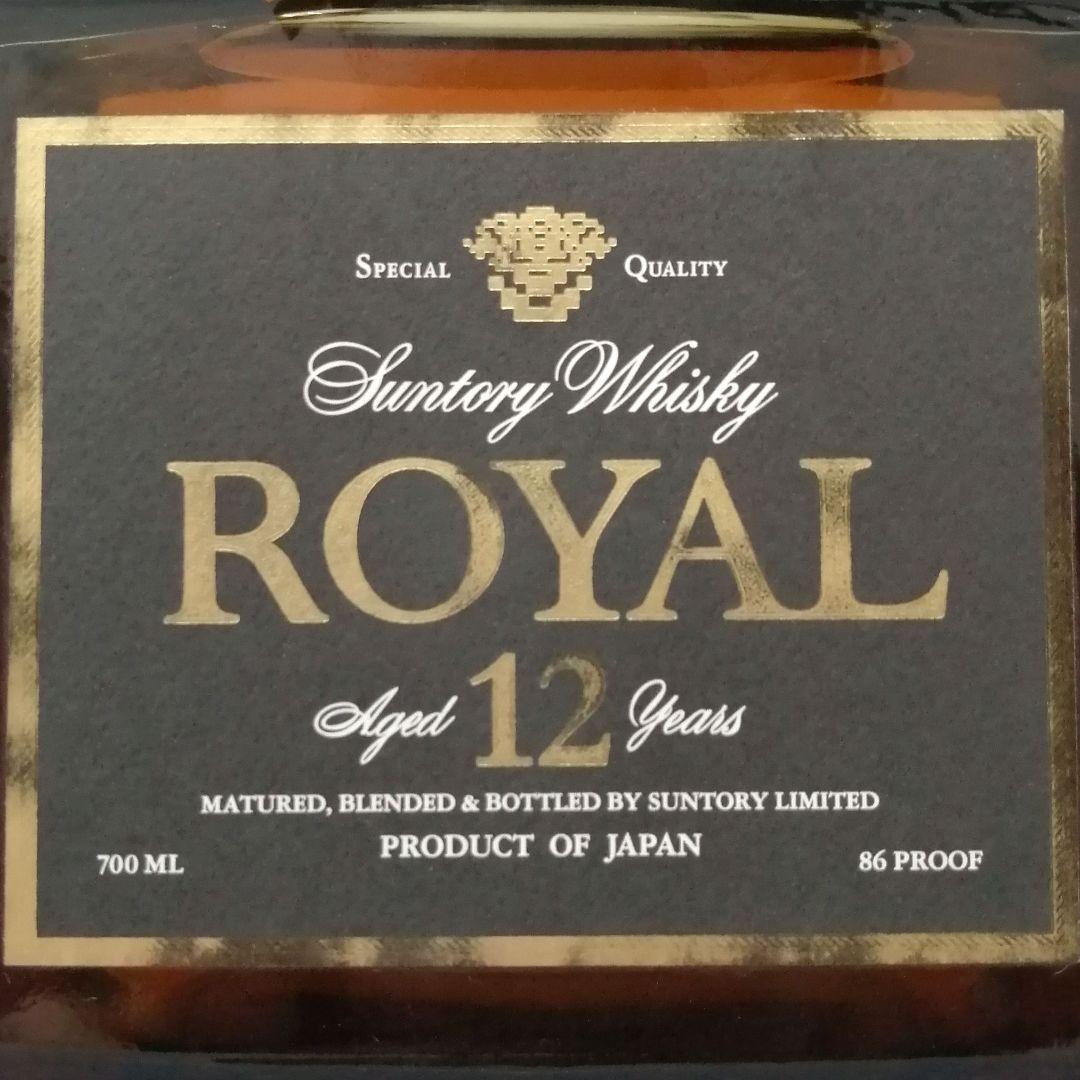 SPECIAL QUALITY
Suntory Whisky
ROYAL
Aged 12 Years
MATURED, BLENDED & BOTTLED BY SUNTORY LIMITED
PRODUCT OF JAPAN
700 ML 86 PROOF